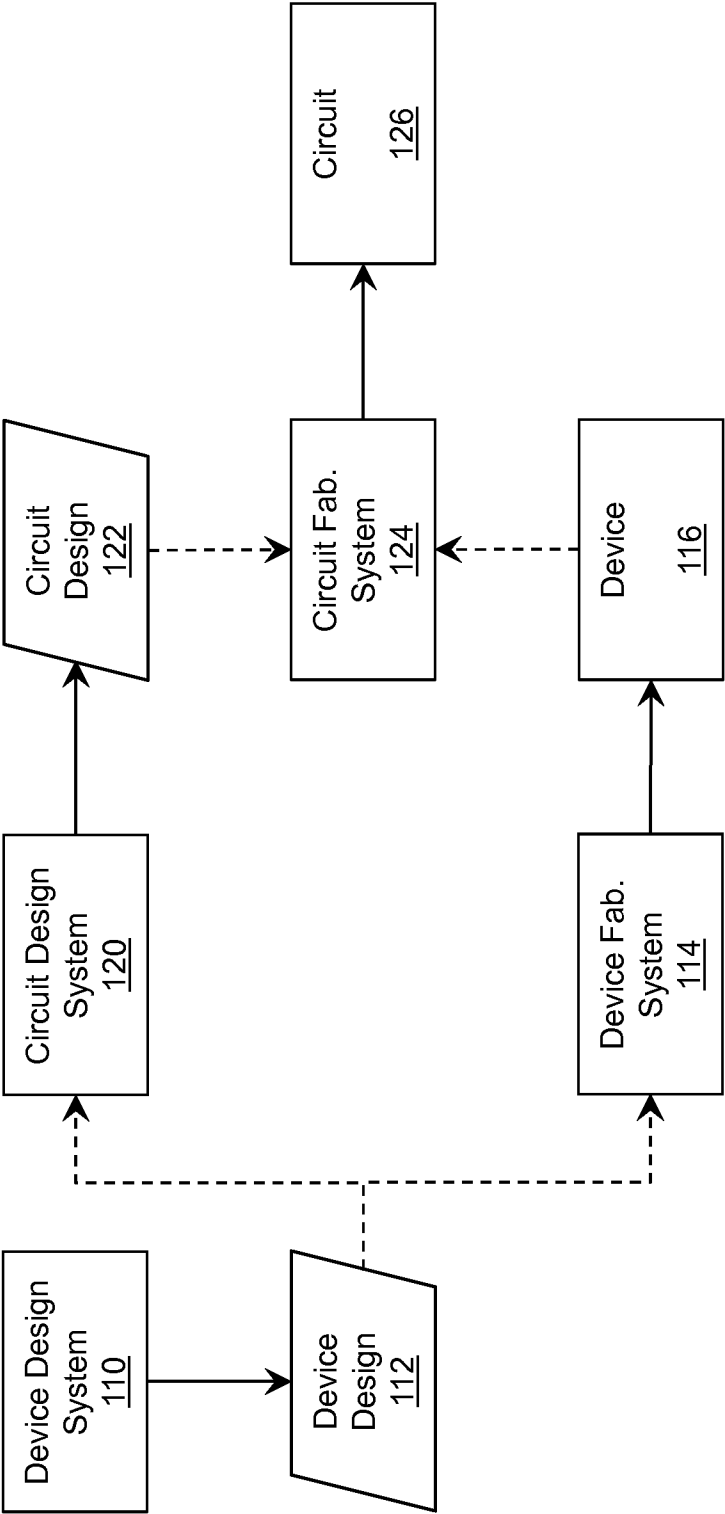 Device Design
System
110
Device
Design
112
Circuit Design
System
120
Device Fab.
System
114
Circuit
Design
122
Circuit Fab.
System
124
Device
116
Circuit
126